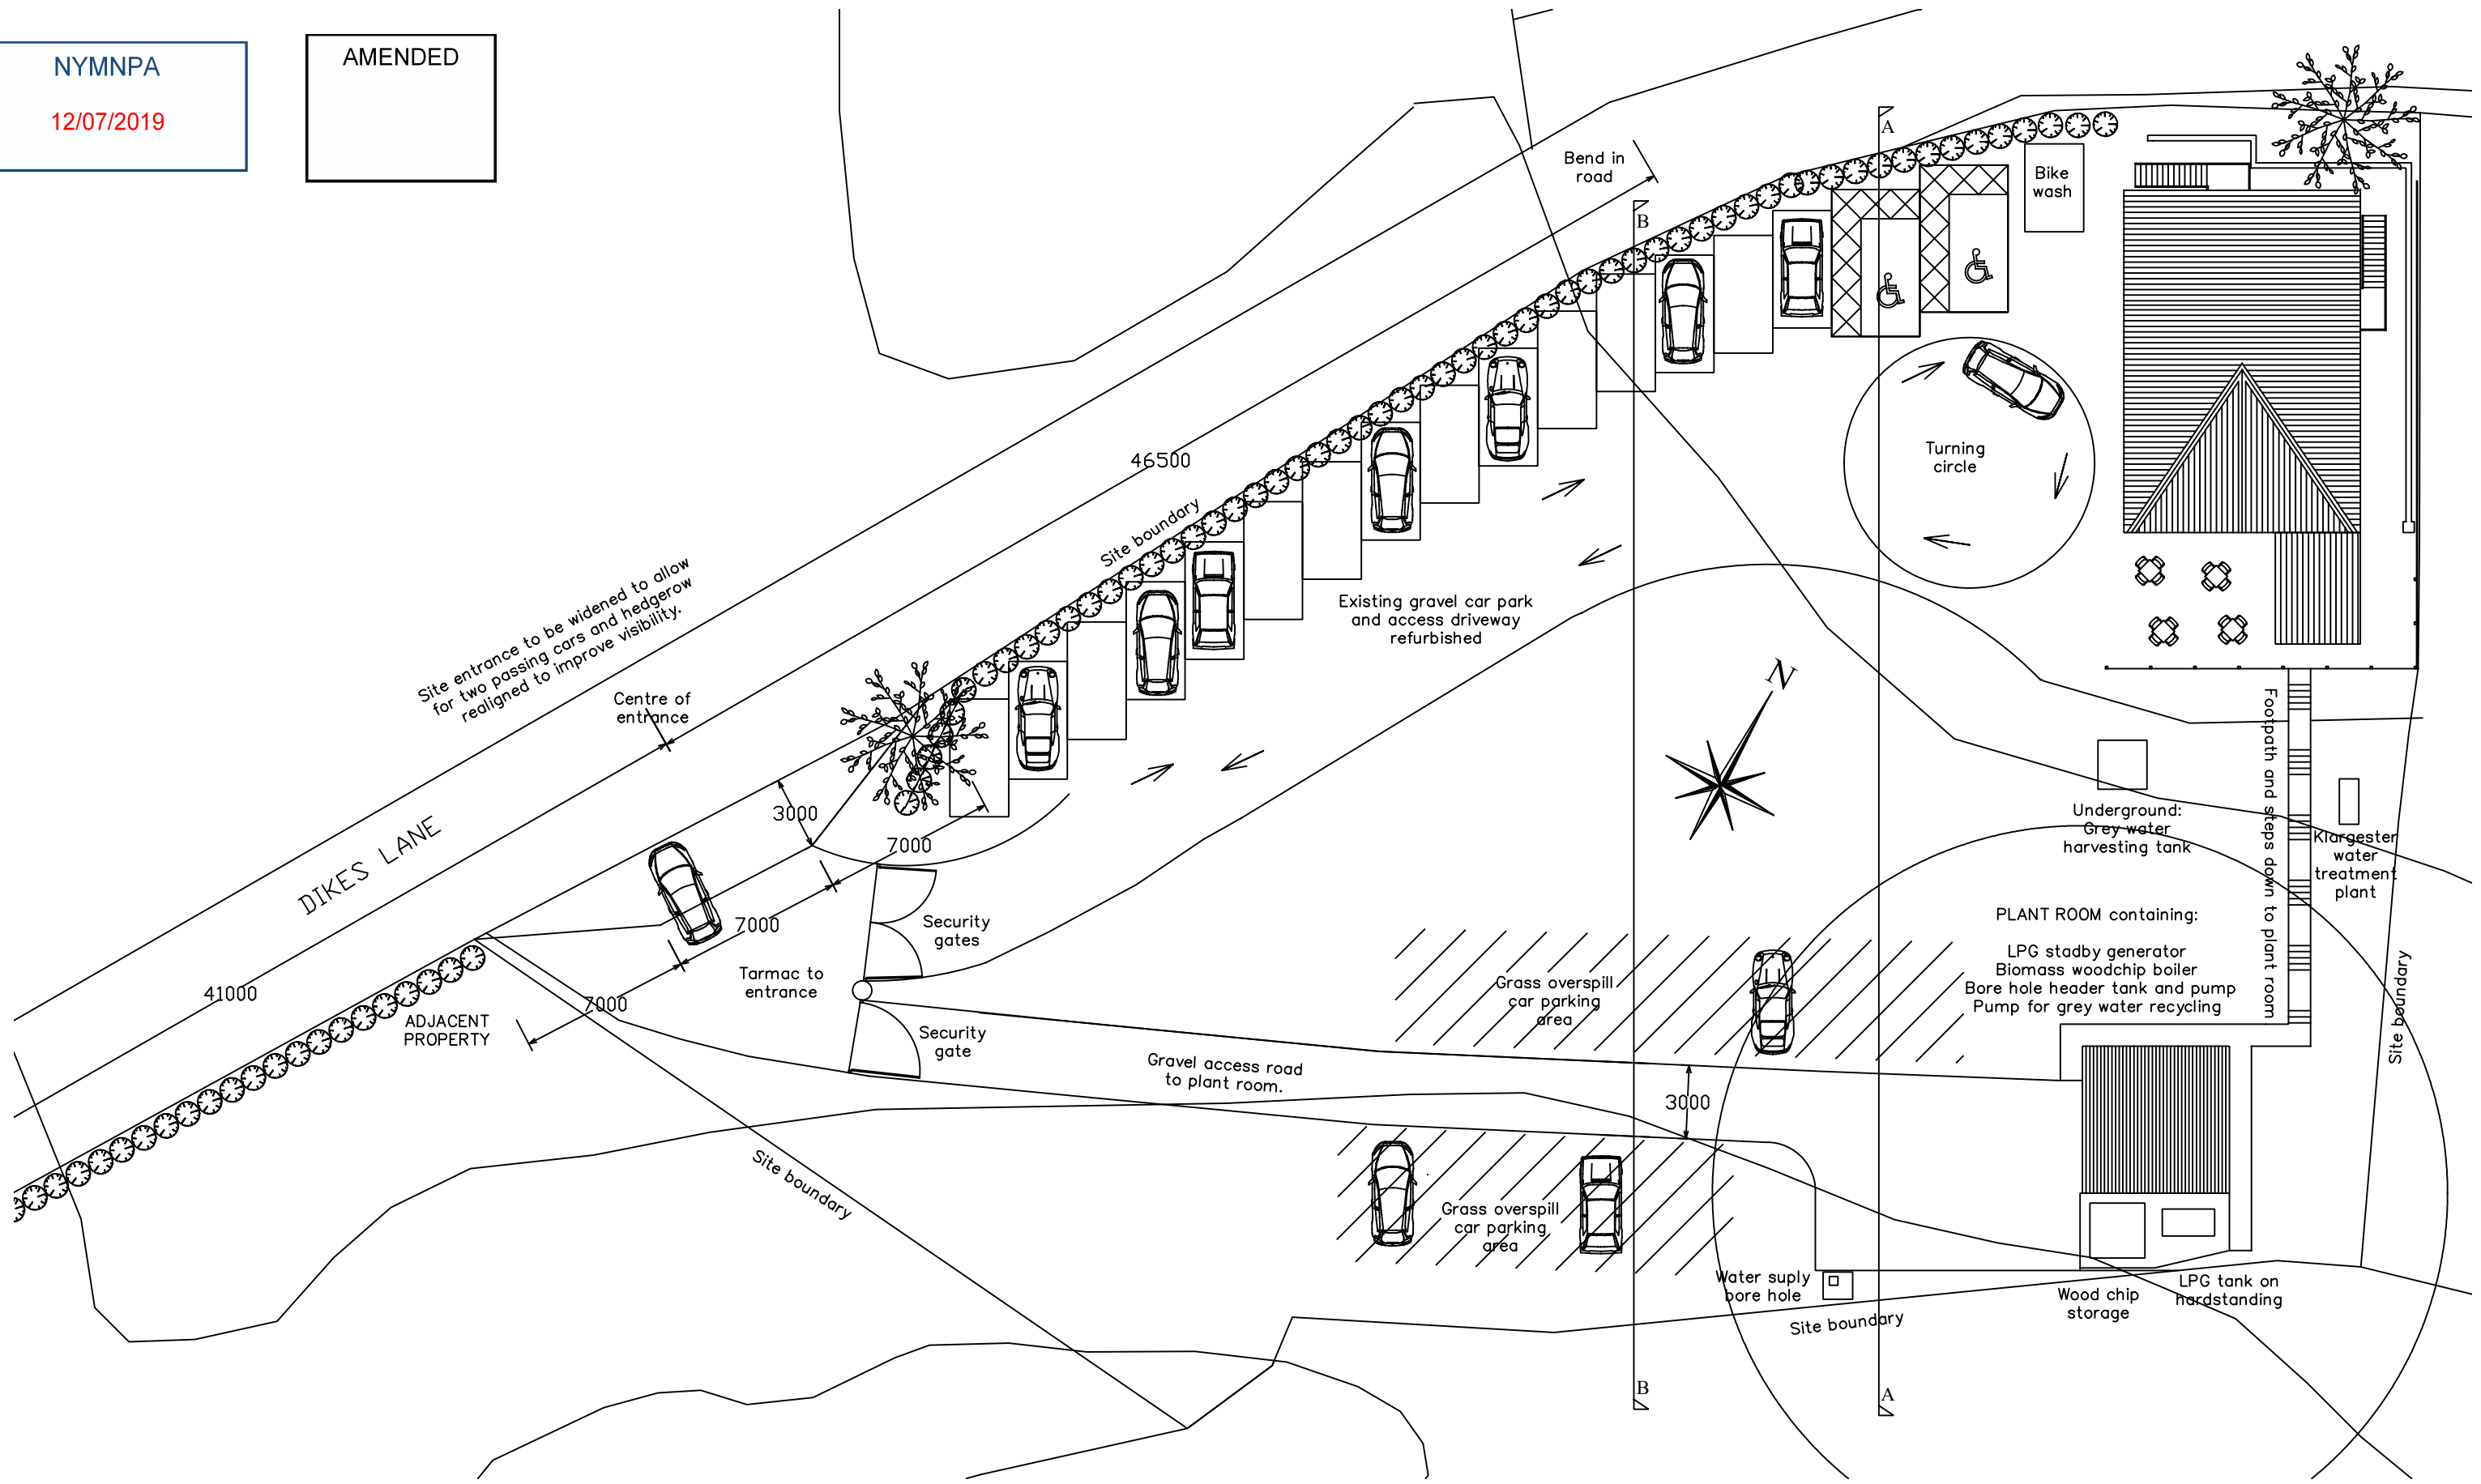 NYMNPA
12/07/2019
AMENDED
Bend in
road
A
B
Bike
wash
46500
Turning
circle
Site boundary
Site entrance to be widened to allow
for two passing cars and hedgerow
realigned to improve visibility.
Existing gravel car park
and access driveway
refurbished
Centre of
entrance
N
Footpath and steps down to plant room
3000
7000
DIKES LANE
Underground:
Grey water
harvesting tank
Klargester
water
treatment
plant
Security
gates
7000
PLANT ROOM containing:
LPG stadby generator
Biomass woodchip boiler
Bore hole header tank and pump
Pump for grey water recycling
Tarmac to
entrance
Grass overspill
car parking
area
41000
7000
ADJACENT
PROPERTY
Security
gate
Site boundary
Gravel access road
to plant room.
3000
Site boundary
Grass overspill
car parking
area
Water suply
bore hole
LPG tank on
hardstanding
Wood chip
storage
Site boundary
B
A